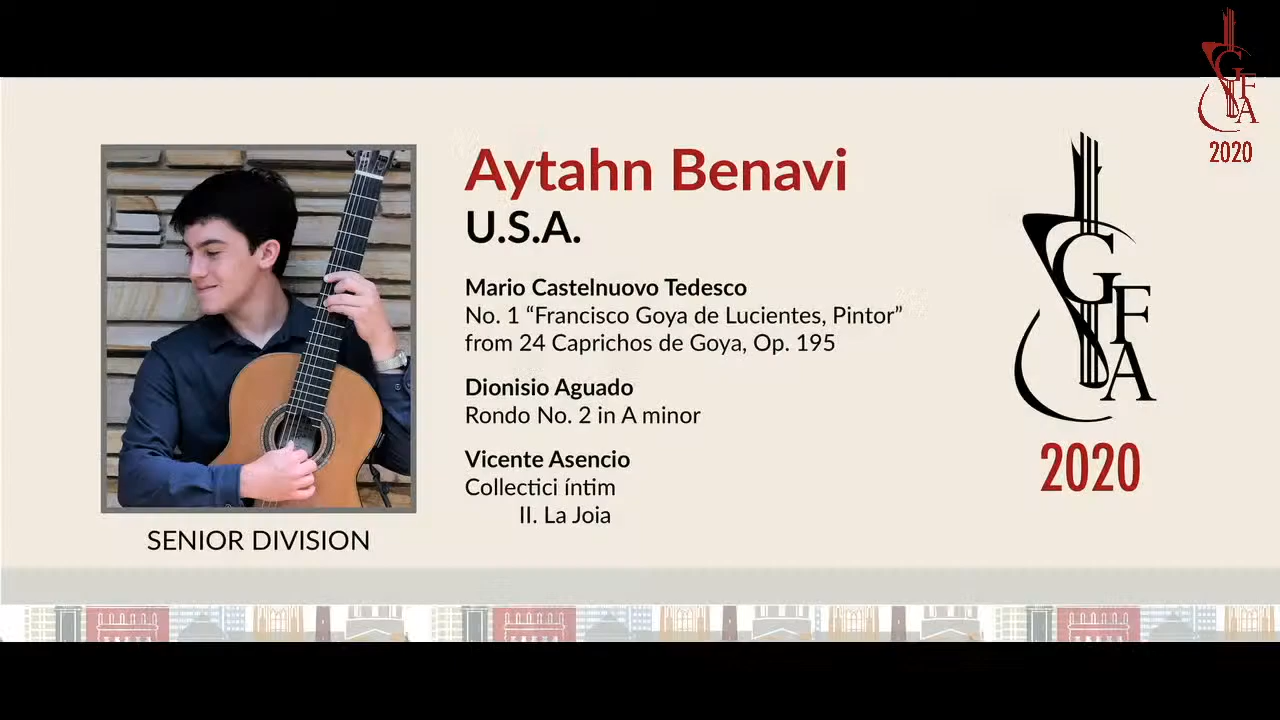 Aytahn Benavi
U.S.A.
Mario Castelnuovo Tedesco
No. 1 “Francisco Goya de Lucientes, Pintor”
from 24 Caprichos de Goya, Op. 195
Dionisio Aguado
Rondo No. 2 in A minor
Vicente Asencio
Collectici íntim
II. La Joia
SENIOR DIVISION
GFA
2020
GFA
2020